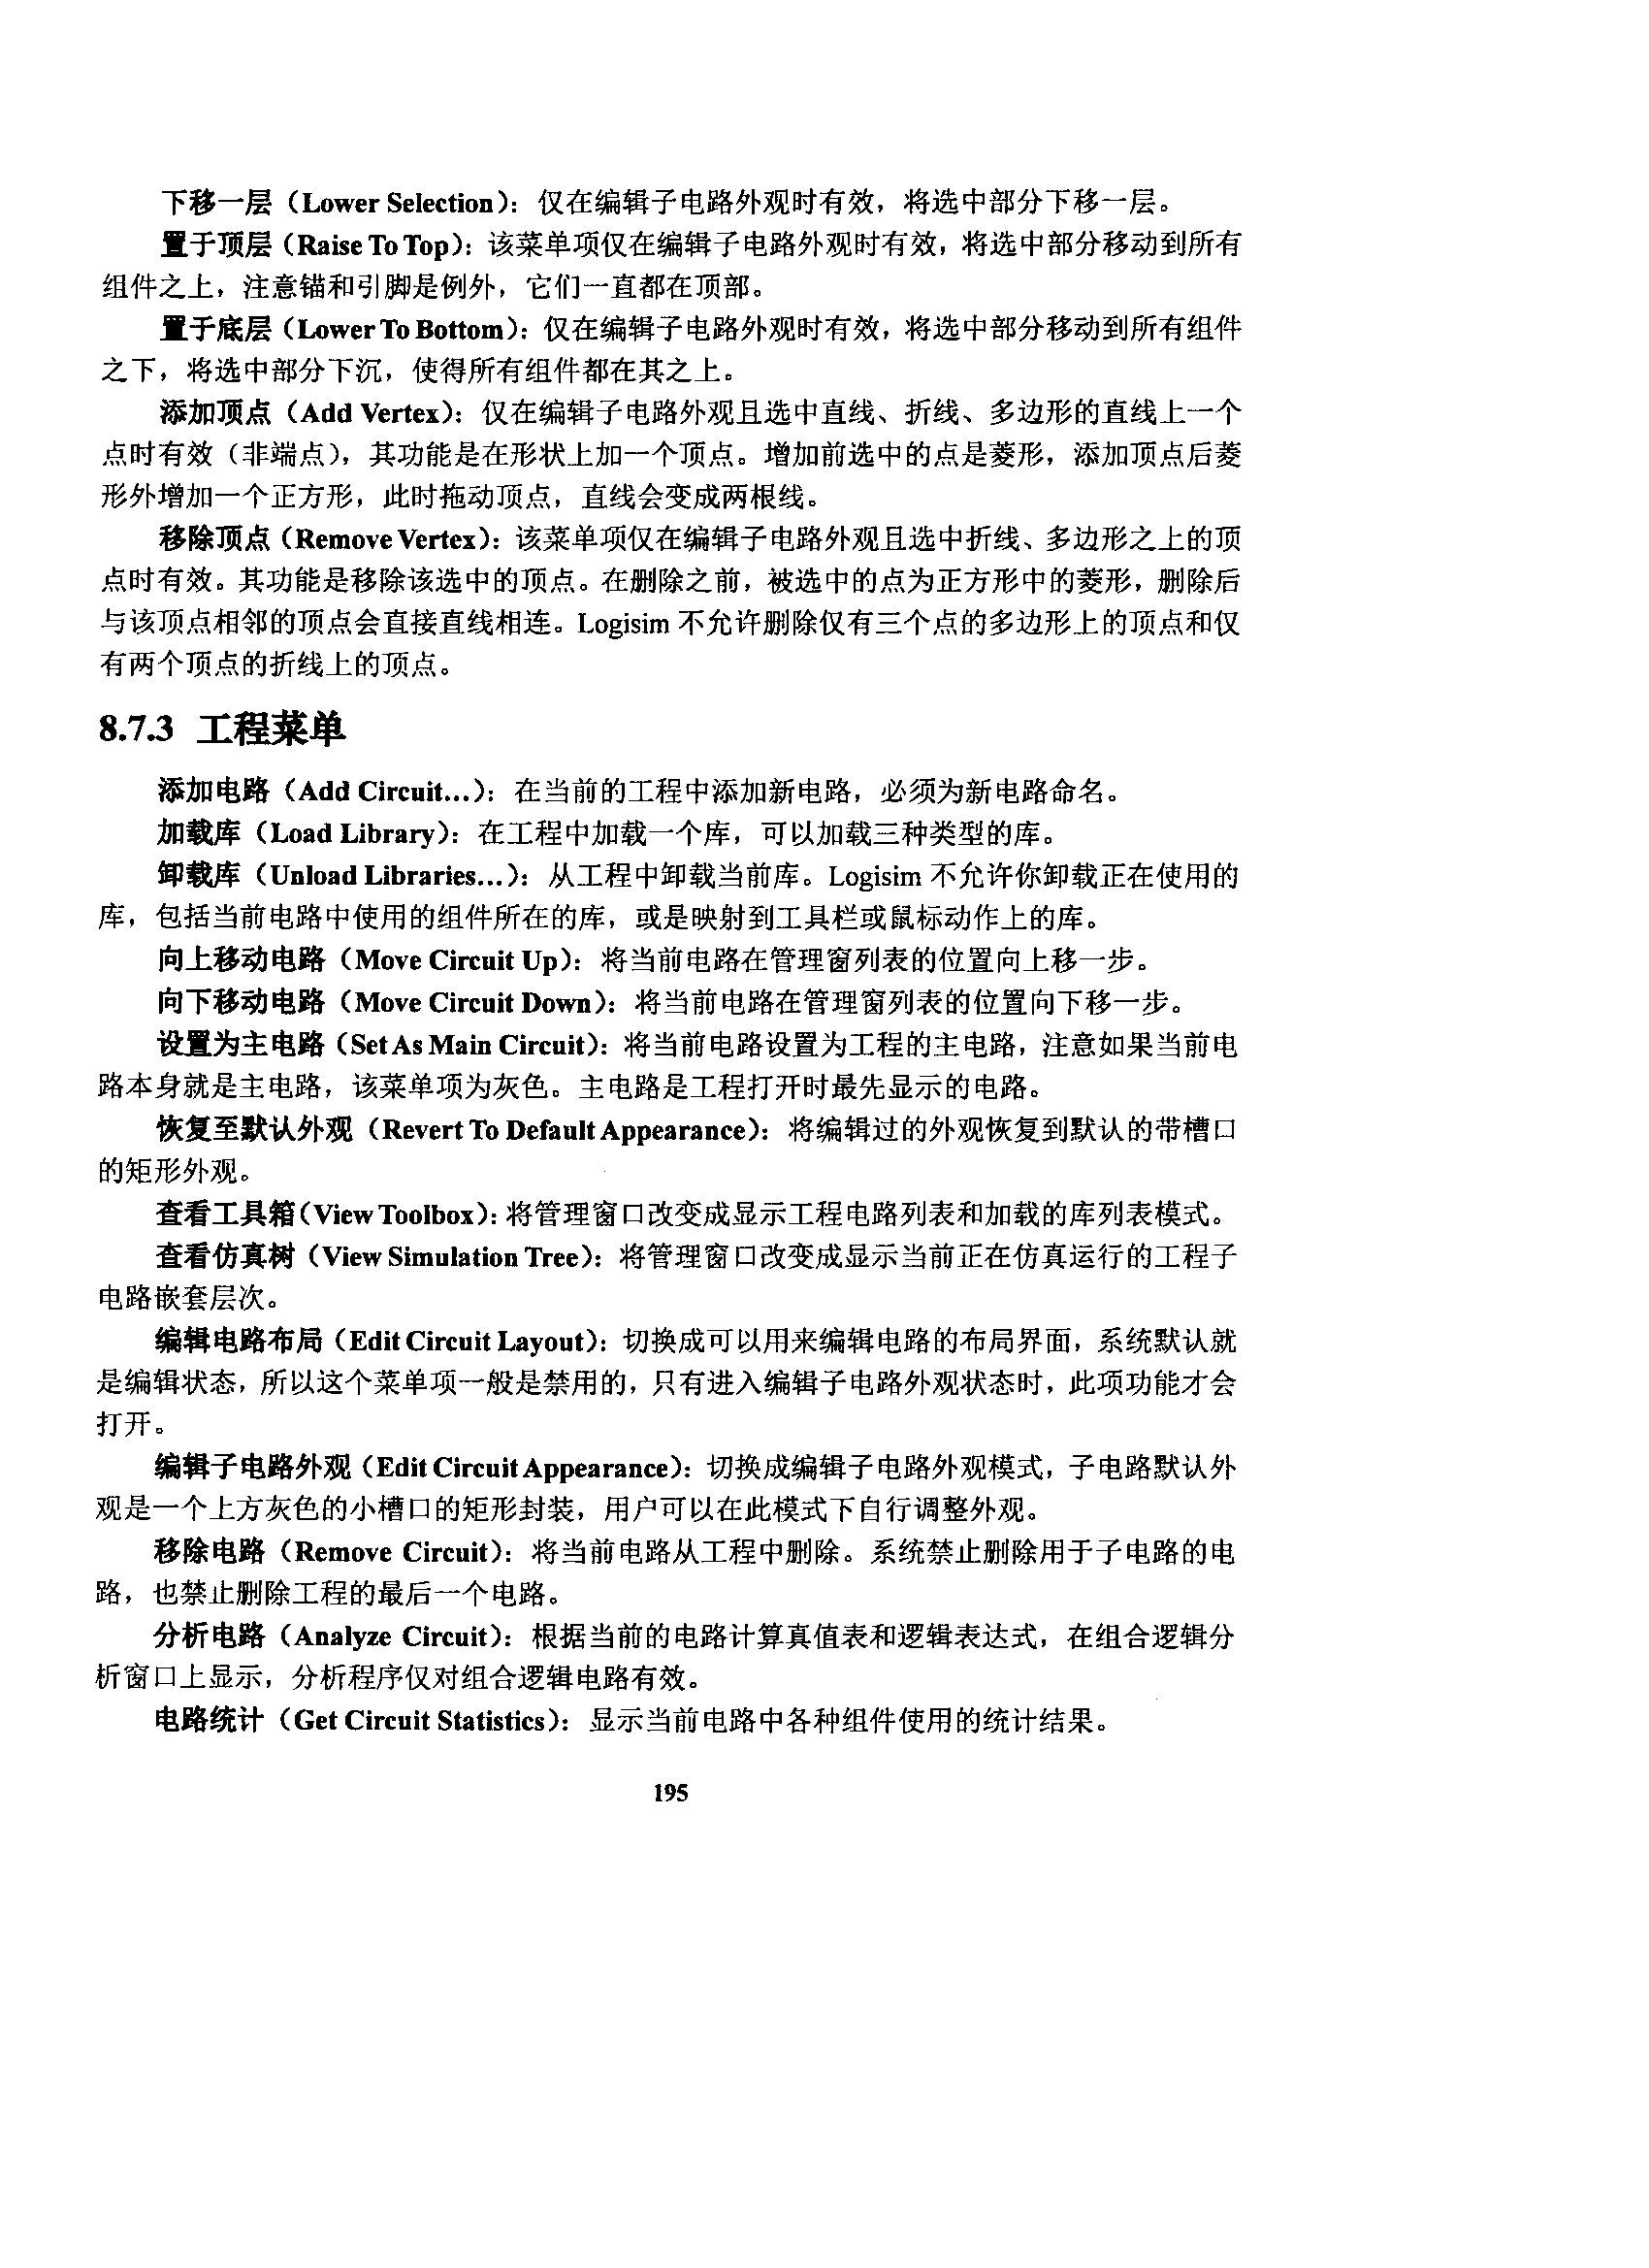 下移一层（Lower Selection）：仅在编辑子电路外观时有效，将选中部分下移一层。
置于顶层（Raise To Top）：该菜单项仅在编辑子电路外观时有效，将选中部分移动到所有
组件之上，注意锚和引脚是例外，它们一直都在顶部。
置于底层（Lower To Bottom）：仅在编辑子电路外观时有效，将选中部分移动到所有组件
之下，将选中部分下沉，使得所有组件都在其之上。
添加顶点（Add Vertex）：仅在编辑子电路外观且选中直线、折线、多边形的直线上一个
点时有效（非端点），其功能是在形状上加一个顶点。增加前选中的点是菱形，添加顶点后菱
形外增加一个正方形，此时拖动顶点，直线会变成两根线。
移除顶点（Remove Vertex）：该菜单项仅在编辑子电路外观且选中折线、多边形之上的顶
点时有效。其功能是移除该选中的顶点。在删除之前，被选中的点为正方形中的菱形，删除后
与该顶点相邻的顶点会直接直线相连。Logisim 不允许删除仅有三个点的多边形上的顶点和仅
有两个顶点的折线上的顶点。
8.7.3 工程菜单
添加电路（Add Circuit...）：在当前的工程中添加新电路，必须为新电路命名。
加载库（Load Library）：在工程中加载一个库，可以加载三种类型的库。
卸载库（Unload Libraries...）：从工程中卸载当前库。Logisim 不允许你卸载正在使用的
库，包括当前电路中使用的组件所在的库，或是映射到工具栏或鼠标动作上的库。
向上移动电路（Move Circuit Up）：将当前电路在管理窗列表的位置向上移一步。
向下移动电路（Move Circuit Down）：将当前电路在管理窗列表的位置向下移一步。
设置为主电路（Set As Main Circuit）：将当前电路设置为工程的主电路，注意如果当前电
路本身就是主电路，该菜单项为灰色。主电路是工程打开时最先显示的电路。
恢复至默认外观（Revert To Default Appearance）：将编辑过的外观恢复到默认的带槽口
的矩形外观。
查看工具箱（View Toolbox）：将管理窗口改变成显示工程电路列表和加载的库列表模式。
查看仿真树（View Simulation Tree）：将管理窗口改变成显示当前正在仿真运行的工程子
电路嵌套层次。
编辑电路布局（Edit Circuit Layout）：切换成可以用来编辑电路的布局界面，系统默认就
是编辑状态，所以这个菜单项一般是禁用的，只有进入编辑子电路外观状态时，此项功能才会
打开。
编辑子电路外观（Edit Circuit Appearance）：切换成编辑子电路外观模式，子电路默认外
观是一个上方灰色的小槽口的矩形封装，用户可以在此模式下自行调整外观。
移除电路（Remove Circuit）：将当前电路从工程中删除。系统禁止删除用于子电路的电
路，也禁止删除工程的最后一个电路。
分析电路（Analyze Circuit）：根据当前的电路计算真值表和逻辑表达式，在组合逻辑分
析窗口上显示，分析程序仅对组合逻辑电路有效。
电路统计（Get Circuit Statistics）：显示当前电路中各种组件使用的统计结果。
195